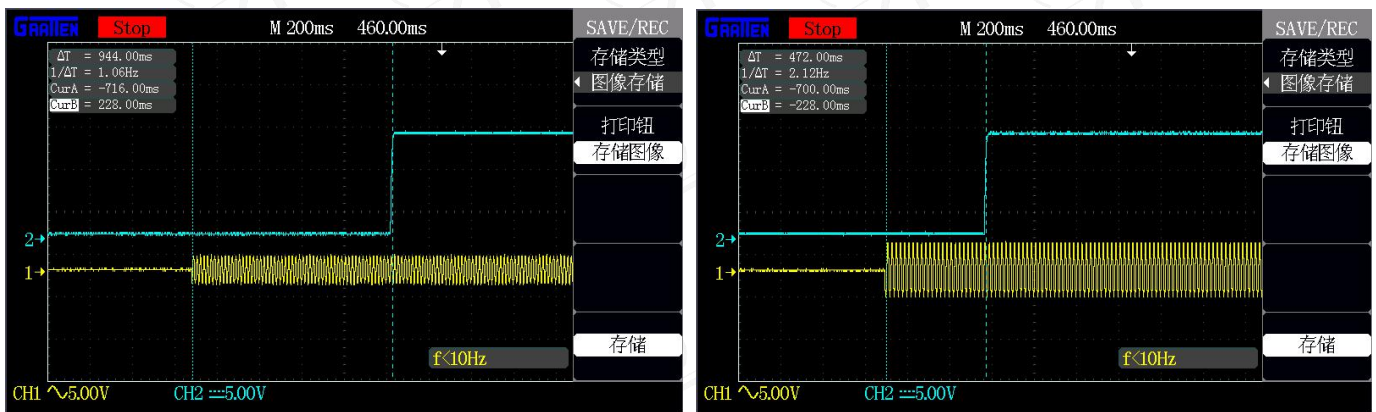 GRATTEN Stop M 200ms 460.00ms SAVE/REC
ΔT = 944.00ms
1/ΔT = 1.06Hz
CurA = -716.00ms
CurB = 228.00ms
存储类型
图像存储
打印钮
存储图像
存储
2
1
f<10Hz
CH1 5.00V CH2 5.00V
GRATTEN Stop M 200ms 460.00ms SAVE/REC
ΔT = 472.00ms
1/ΔT = 2.12Hz
CurA = -700.00ms
CurB = -228.00ms
存储类型
图像存储
打印钮
存储图像
存储
2
1
f<10Hz
CH1 5.00V CH2 5.00V